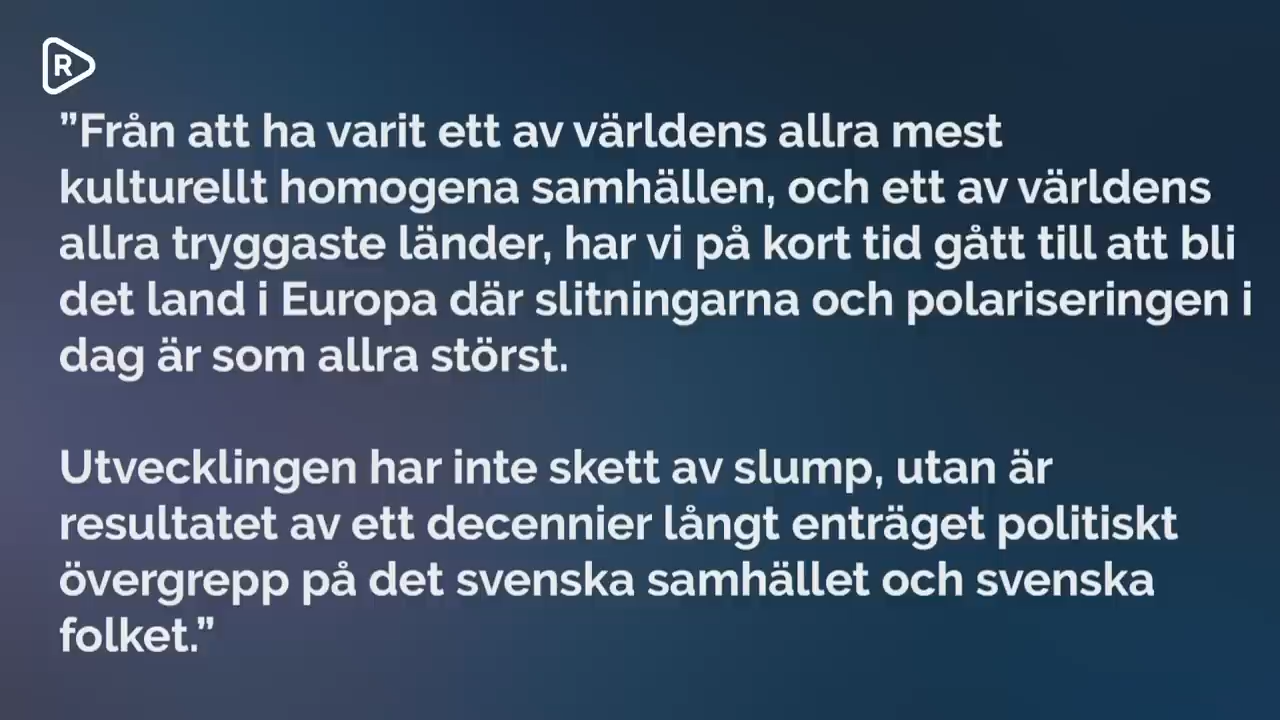 R
”Från att ha varit ett av världens allra mest
kulturellt homogena samhällen, och ett av världens
allra tryggaste länder, har vi på kort tid gått till att bli
det land i Europa där slitningarna och polariseringen i
dag är som allra störst.
Utvecklingen har inte skett av slump, utan är
resultatet av ett decennier långt enträget politiskt
övergrepp på det svenska samhället och svenska
folket.”